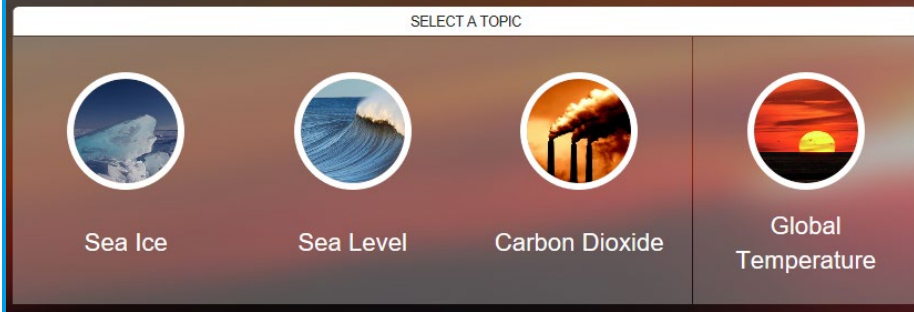 SELECT A TOPIC
Sea Ice
Sea Level
Carbon Dioxide
Global
Temperature